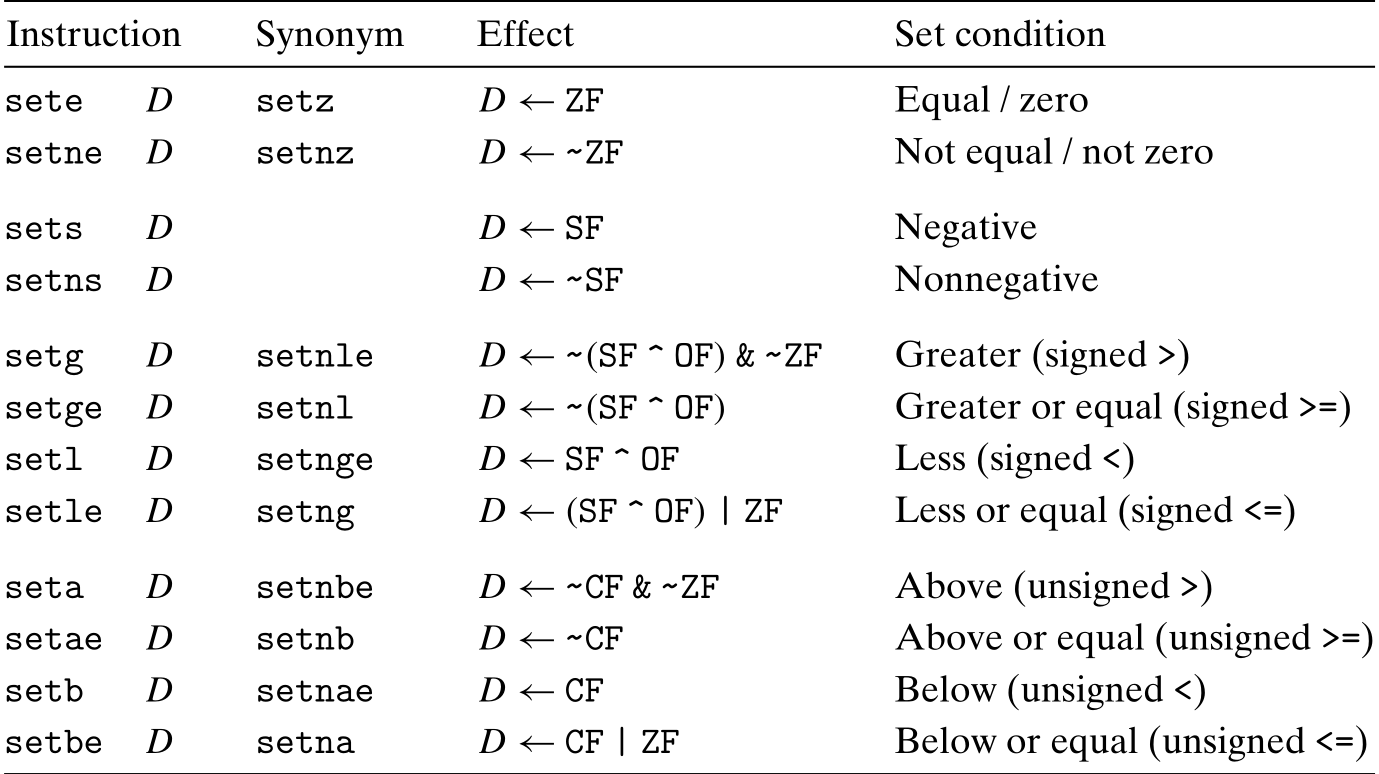 Instruction Synonym Effect Set condition
sete D setz D ← ZF Equal / zero
setne D setnz D ← ~ZF Not equal / not zero
sets D D ← SF Negative
setns D D ← ~SF Nonnegative
setg D setnle D ← ~(SF ^ OF) & ~ZF Greater (signed >)
setge D setnl D ← ~(SF ^ OF) Greater or equal (signed >=)
setl D setnge D ← SF ^ OF Less (signed <)
setle D setng D ← (SF ^ OF) | ZF Less or equal (signed <=)
seta D setnbe D ← ~CF & ~ZF Above (unsigned >)
setae D setnb D ← ~CF Above or equal (unsigned >=)
setb D setnae D ← CF Below (unsigned <)
setbe D setna D ← CF | ZF Below or equal (unsigned <=)